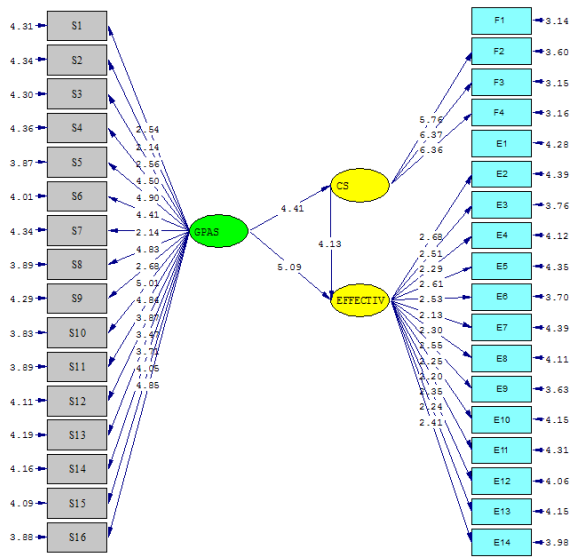 4.31 S1
4.34 S2
4.30 S3
4.36 S4
3.87 S5
4.01 S6
4.34 S7
3.89 S8
4.29 S9
3.83 S10
3.89 S11
4.11 S12
4.19 S13
4.16 S14
4.09 S15
3.88 S16
2.54
2.14
2.56
4.50
4.90
4.41
2.14
4.83
2.68
5.01
4.84
3.87
3.47
3.71
4.05
4.85
GPAS
4.41
5.09
CS
4.13
EFFECTIV
5.76
6.37
6.36
2.68
2.51
2.29
2.61
2.53
2.13
2.30
2.55
2.25
2.20
2.35
2.24
2.41
F1 3.14
F2 3.60
F3 3.15
F4 3.16
E1 4.28
E2 4.39
E3 3.76
E4 4.12
E5 4.35
E6 3.70
E7 4.39
E8 4.11
E9 3.63
E10 4.15
E11 4.31
E12 4.06
E13 4.15
E14 3.98